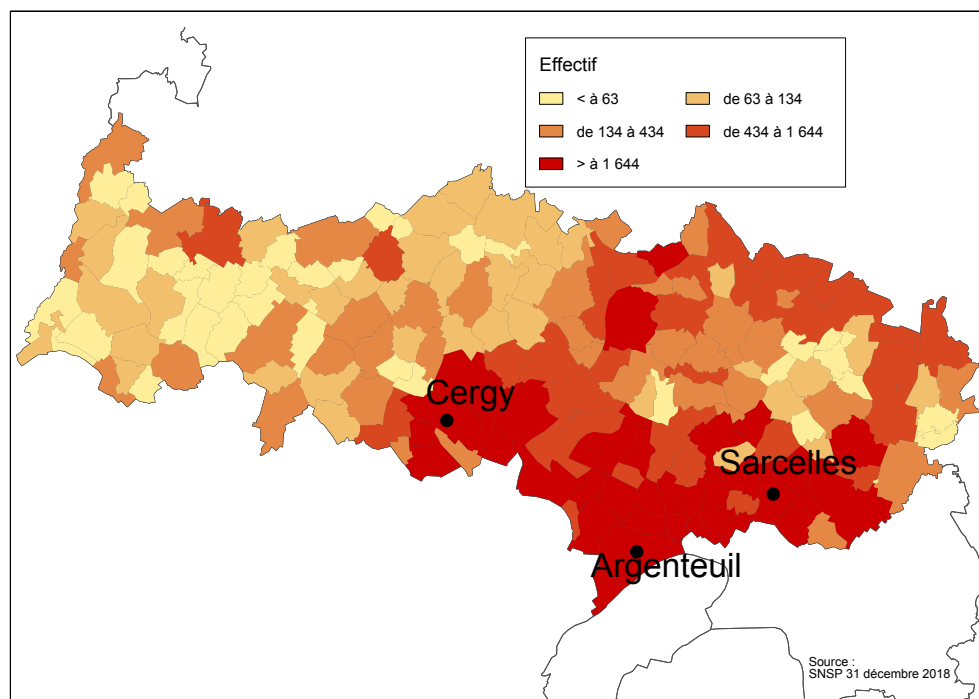 Effectif
< à 63
de 63 à 134
de 134 à 434
de 434 à 1 644
> à 1 644
Cergy
Sarcelles
Argenteuil
Source :
SNSP 31 décembre 2018